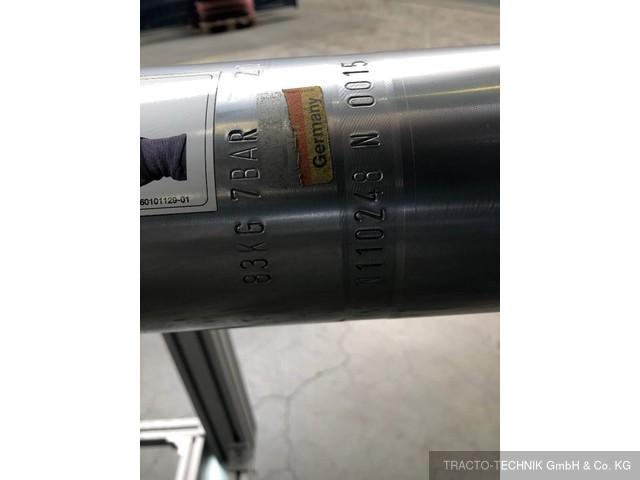 60101129-01
83KG 7BAR
Germany
N110248 N 0015
TRACTO-TECHNIK GmbH & Co. KG